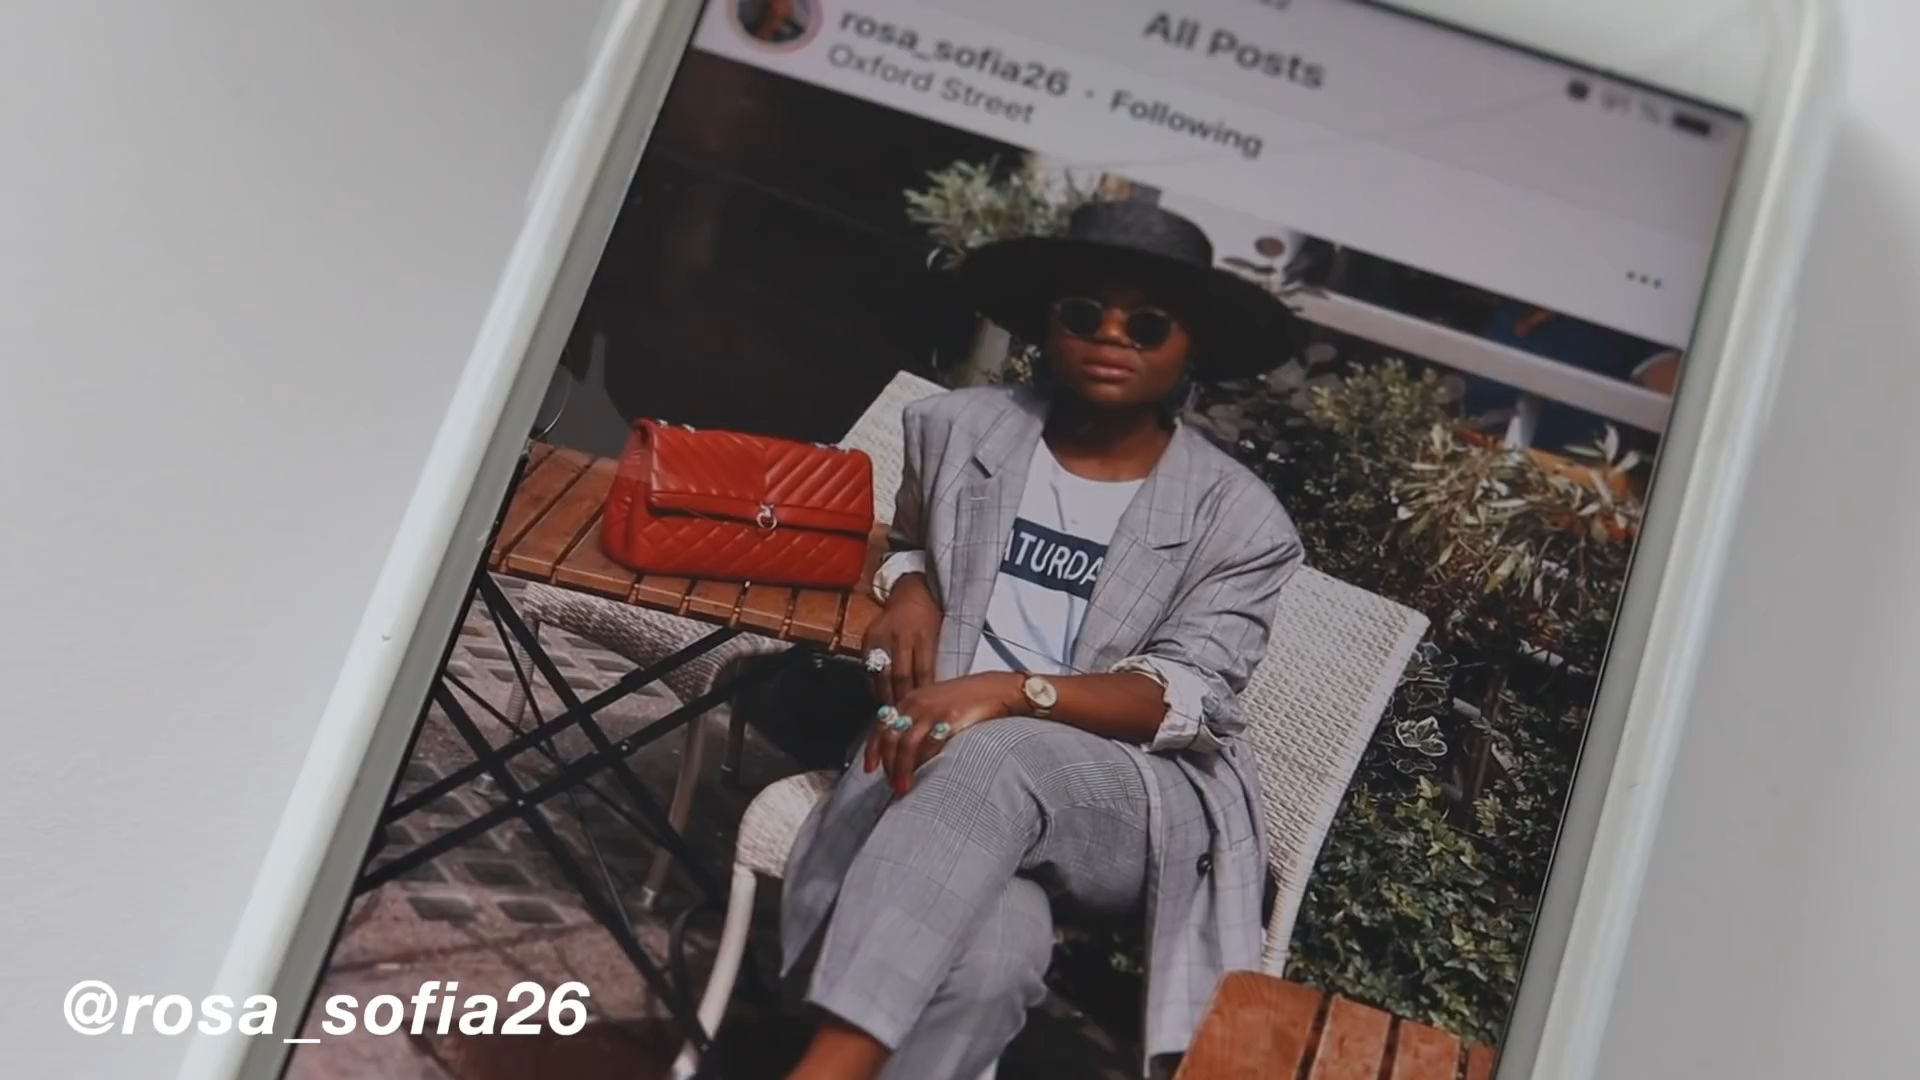 All Posts
rosa_sofia26 · Following
Oxford Street
ATURDA
@rosa_sofia26